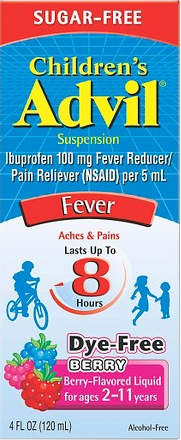 SUGAR-FREE
Children's
Advil®
Suspension
Ibuprofen 100 mg Fever Reducer/
Pain Reliever (NSAID) per 5 mL
Fever
Aches & Pains
Lasts Up To
8
Hours
Dye-Free
BERRY
Berry-Flavored Liquid
for ages 2-11 years
4 FL OZ (120 mL)
Alcohol-Free